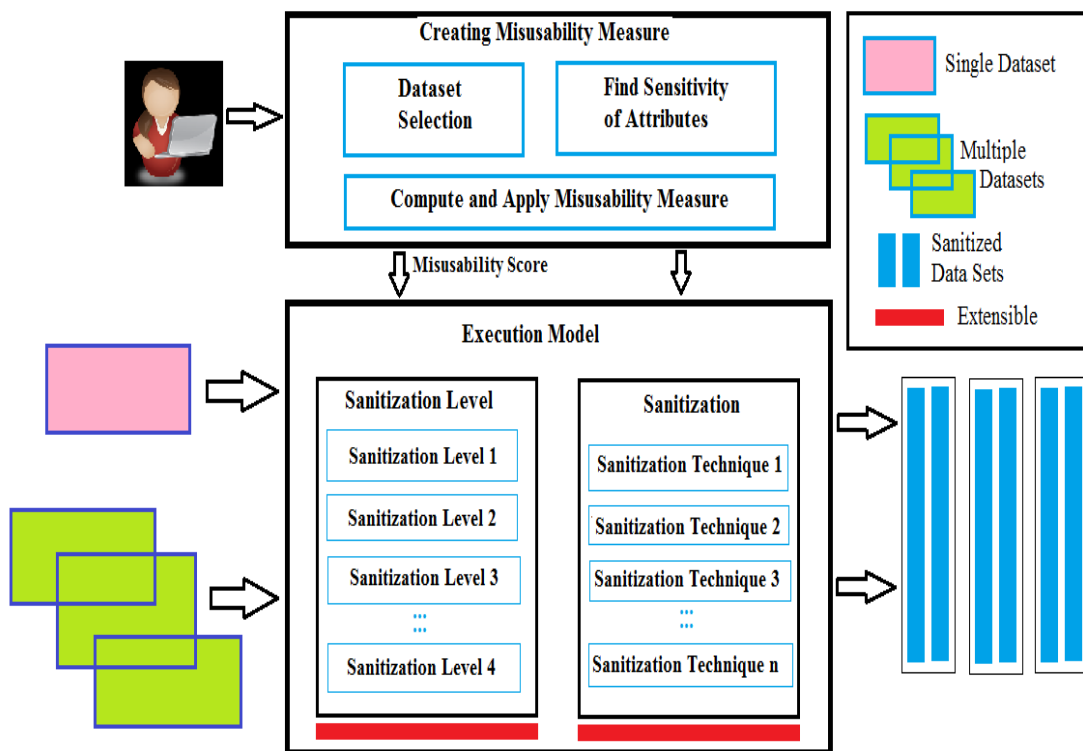 Creating Misusability Measure
Dataset
Selection
Find Sensitivity
of Attributes
Compute and Apply Misusability Measure
Misusability Score
Single Dataset
Multiple
Datasets
Sanitized
Data Sets
Extensible
Execution Model
Sanitization Level
Sanitization Level 1
Sanitization Level 2
Sanitization Level 3
...
...
Sanitization Level 4
Sanitization
Sanitization Technique 1
Sanitization Technique 2
Sanitization Technique 3
...
...
Sanitization Technique n